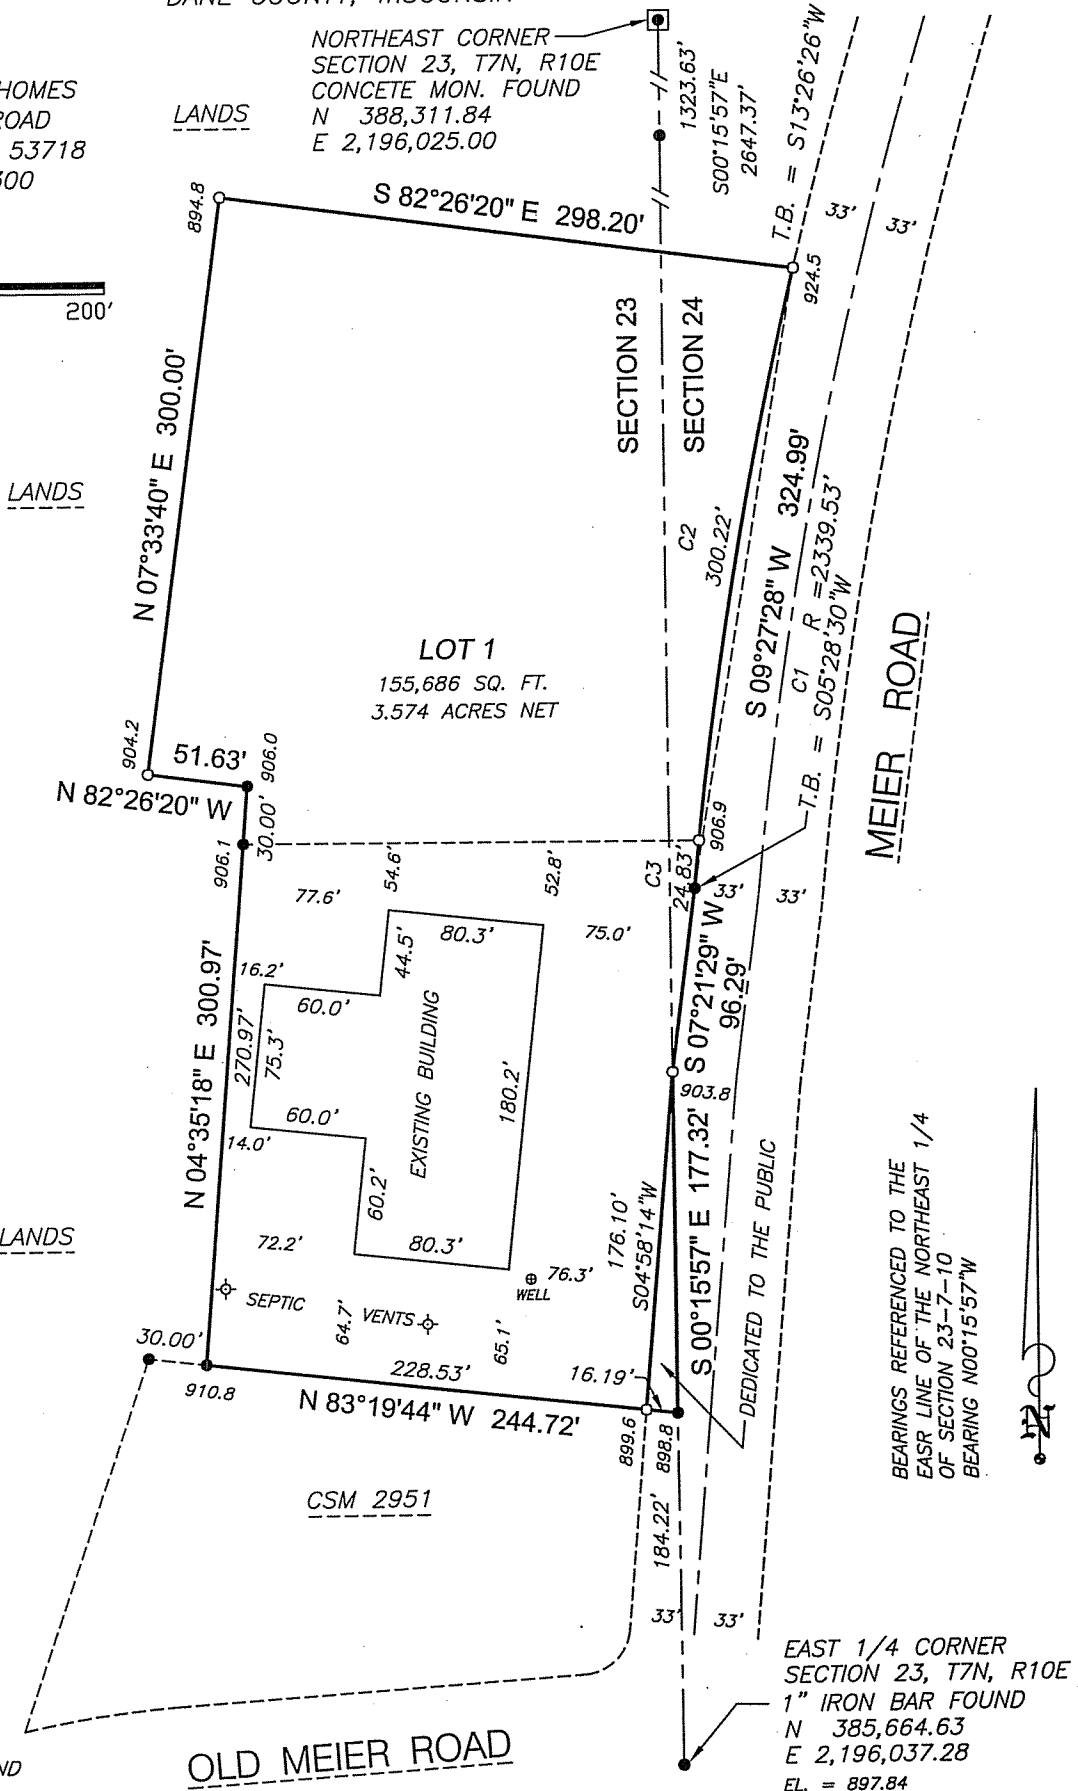 DANE COUNTY, WISCONSIN
NORTHEAST CORNER
SECTION 23, T7N, R10E
CONCETE MON. FOUND
N 388,311.84
E 2,196,025.00
HOMES
ROAD
53718
LANDS
200'
1323.63'
S00°15'57"E
2647.37'
T.B. = S13°26'26"W
33'
33'
894.8
S 82°26'20" E 298.20'
924.5
SECTION 23
SECTION 24
N 07°33'40" E 300.00'
LANDS
C2
300.22'
S 09°27'28" W 324.99'
C1 R =2339.53'
T.B. = S05°28'30"W
MEIER ROAD
LOT 1
155,686 SQ. FT.
3.574 ACRES NET
904.2
51.63'
906.0
N 82°26'20" W
30.00'
906.1
906.9
C3
24.83'
33'
33'
77.6'
54.6'
52.8'
75.0'
80.3'
44.5'
16.2'
60.0'
S 07°21'29" W
96.29'
N 04°35'18" E 300.97'
270.97'
75.3'
EXISTING BUILDING
180.2'
903.8
60.0'
14.0'
60.2'
176.10'
S04°58'14"W
S 00°15'57" E 177.32'
DEDICATED TO THE PUBLIC
BEARINGS REFERENCED TO THE
EASR LINE OF THE NORTHEAST 1/4
OF SECTION 23-7-10
BEARING N00°15'57"W
N
LANDS
72.2'
80.3'
76.3'
WELL
SEPTIC
VENTS
64.7'
65.1'
30.00'
228.53'
16.19'
910.8
N 83°19'44" W 244.72'
899.6
898.8
CSM 2951
184.22'
33'
33'
EAST 1/4 CORNER
SECTION 23, T7N, R10E
1" IRON BAR FOUND
N 385,664.63
E 2,196,037.28
EL. = 897.84
OLD MEIER ROAD